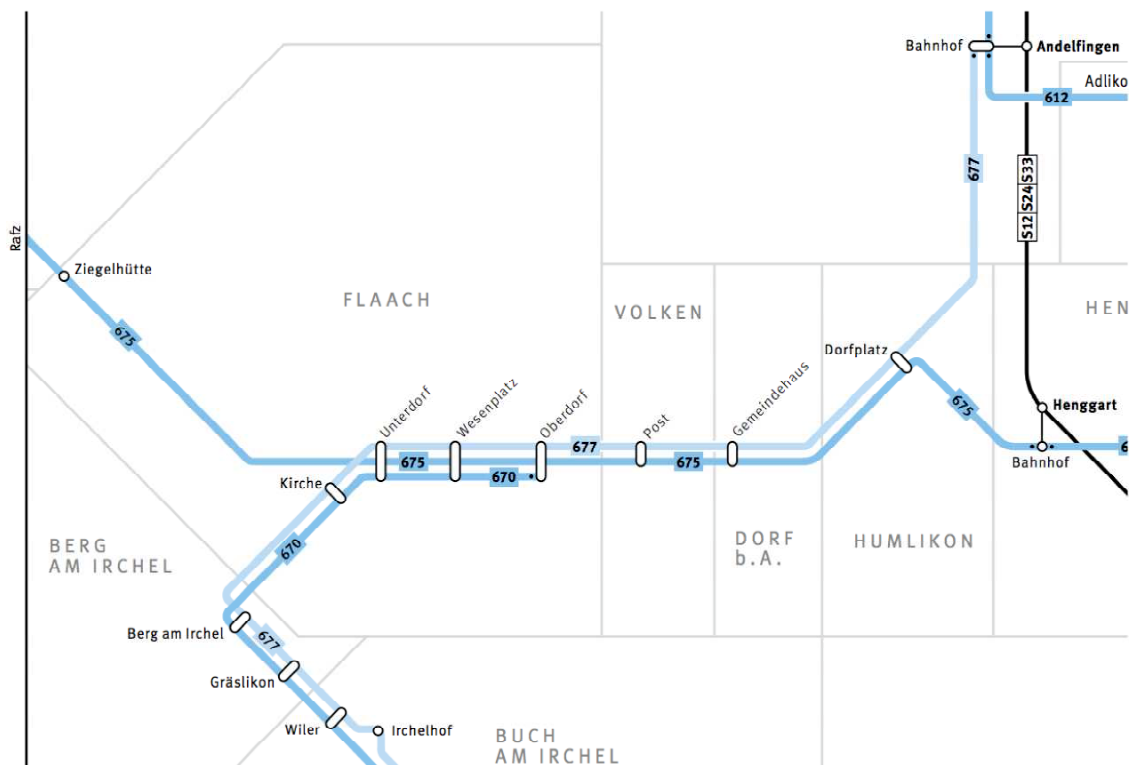 Bahnhof
Andelfingen
Adliko
612
677
S12 S24 S33
Rafz
Ziegelhütte
FLAACH
VOLKEN
HEN
675
Dorfplatz
Unterdorf
Wesenplatz
Oberdorf
Post
Gemeindehaus
675
Henggart
677
675
675
670
Bahnhof
Kirche
670
BERG
AM IRCHEL
DORF
b.A.
HUMLIKON
Berg am Irchel
677
Gräslikon
Wiler
Irchelhof
BUCH
AM IRCHEL